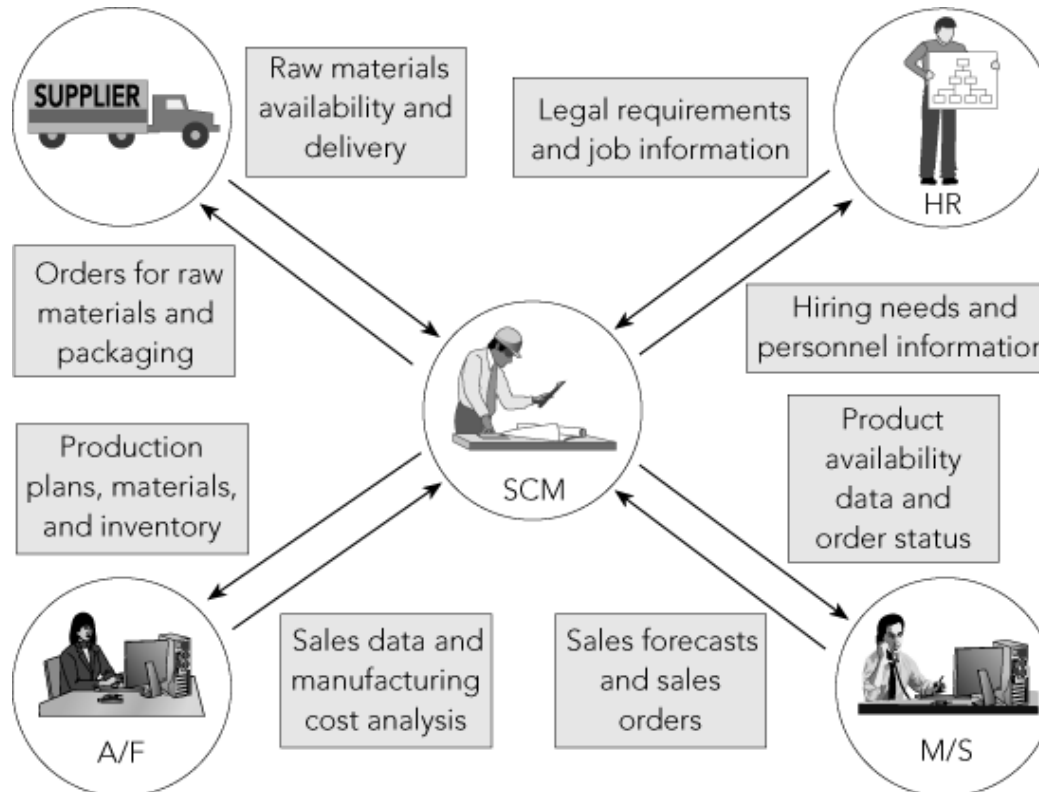 SUPPLIER
Raw materials
availability and
delivery
Legal requirements
and job information
HR
Orders for raw
materials and
packaging
Hiring needs and
personnel information
Production
plans, materials,
and inventory
SCM
Product
availability
data and
order status
A/F
Sales data and
manufacturing
cost analysis
Sales forecasts
and sales
orders
M/S